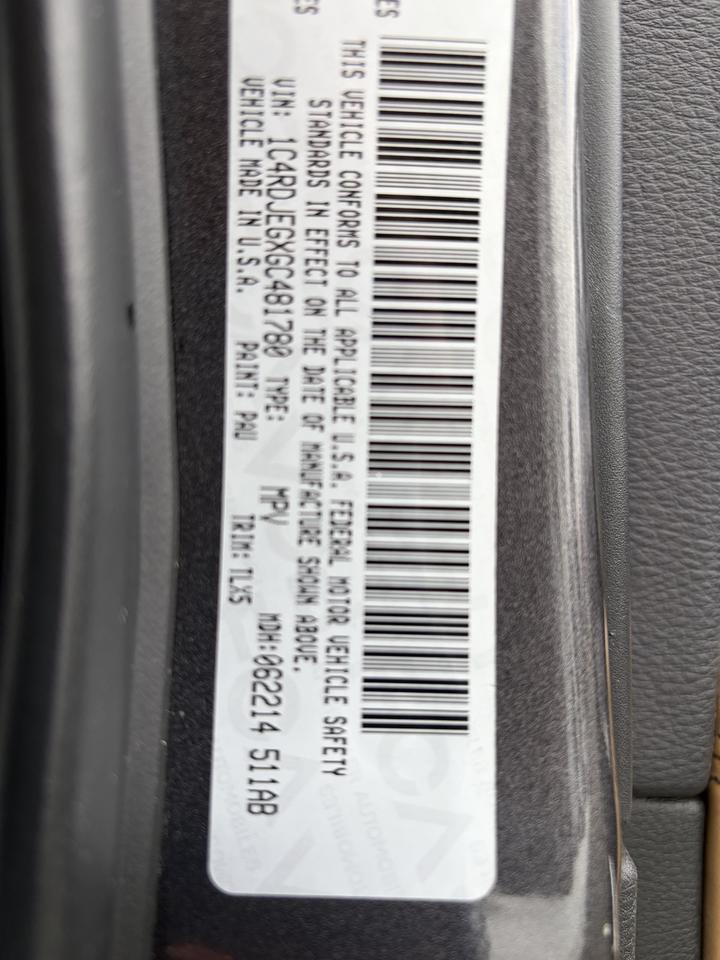 THIS VEHICLE CONFORMS TO ALL APPLICABLE U.S.A. FEDERAL MOTOR VEHICLE SAFETY
STANDARDS IN EFFECT ON THE DATE OF MANUFACTURE SHOWN ABOVE.
VIN: 1C4RDJEGXGC481780 TYPE: MPV MDH:062214 511AB
VEHICLE MADE IN U.S.A. PAINT: PAU TRIM: TLX5